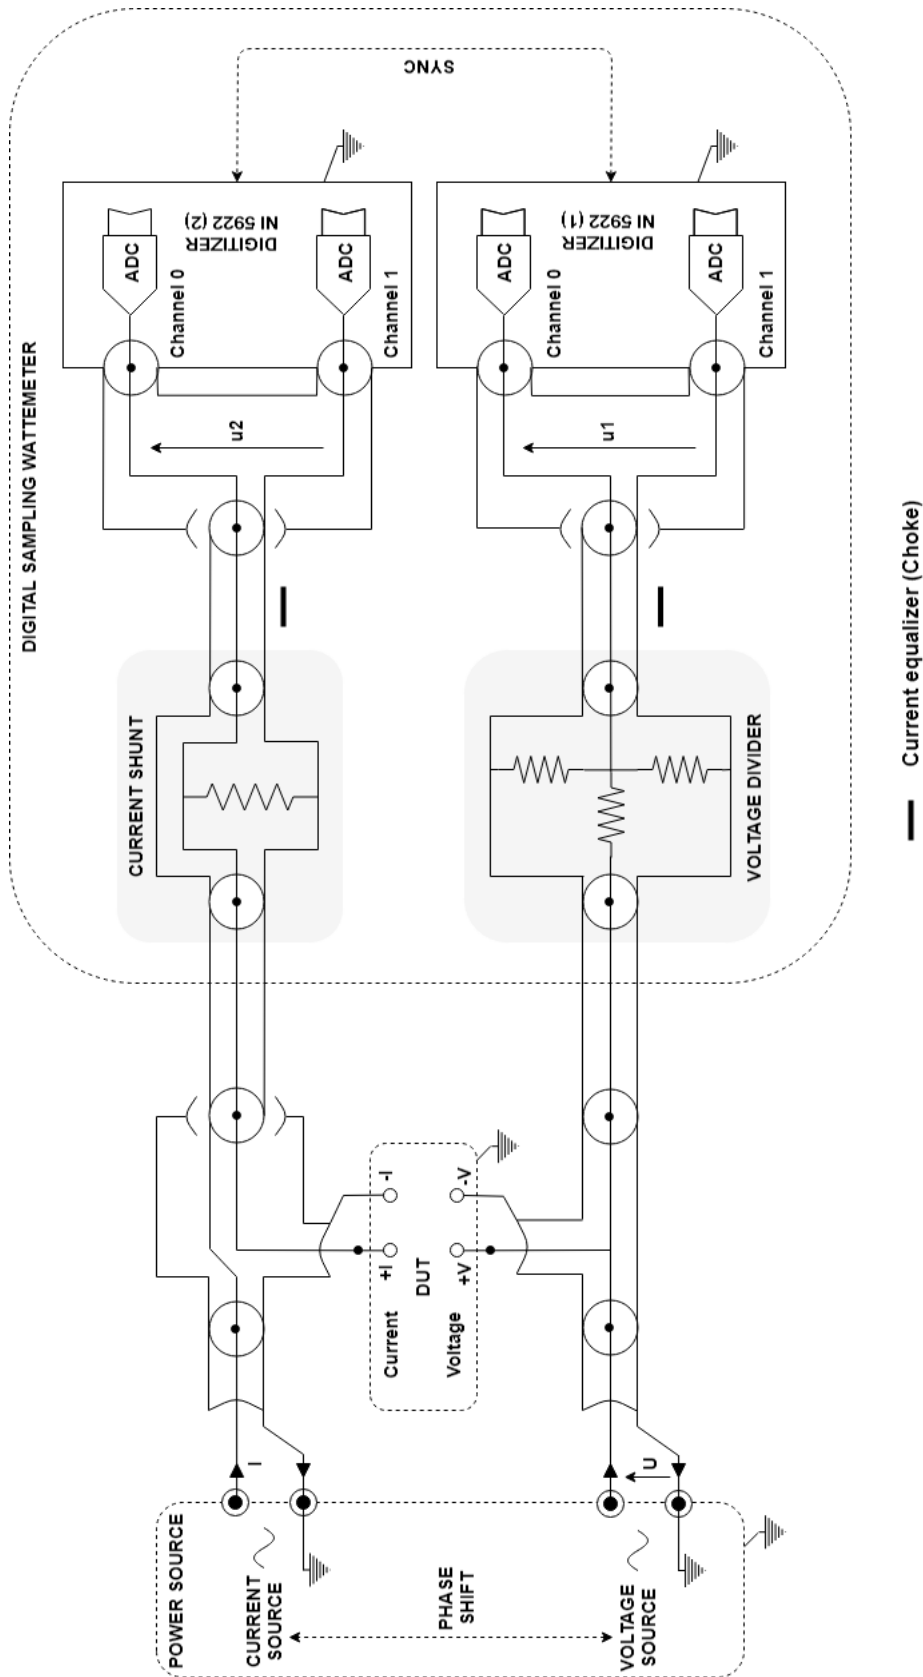 DIGITAL SAMPLING WATTEMETER
SYNC
ADC
DIGITIZER
NI 5922 (2)
ADC
Channel 0
Channel 1
ADC
DIGITIZER
NI 5922 (1)
ADC
Channel 0
Channel 1
u2
u1
CURRENT SHUNT
VOLTAGE DIVIDER
Current equalizer (Choke)
+I
-I
DUT
Current
Voltage
+V
-V
I
U
POWER SOURCE
CURRENT
SOURCE
PHASE
SHIFT
VOLTAGE
SOURCE